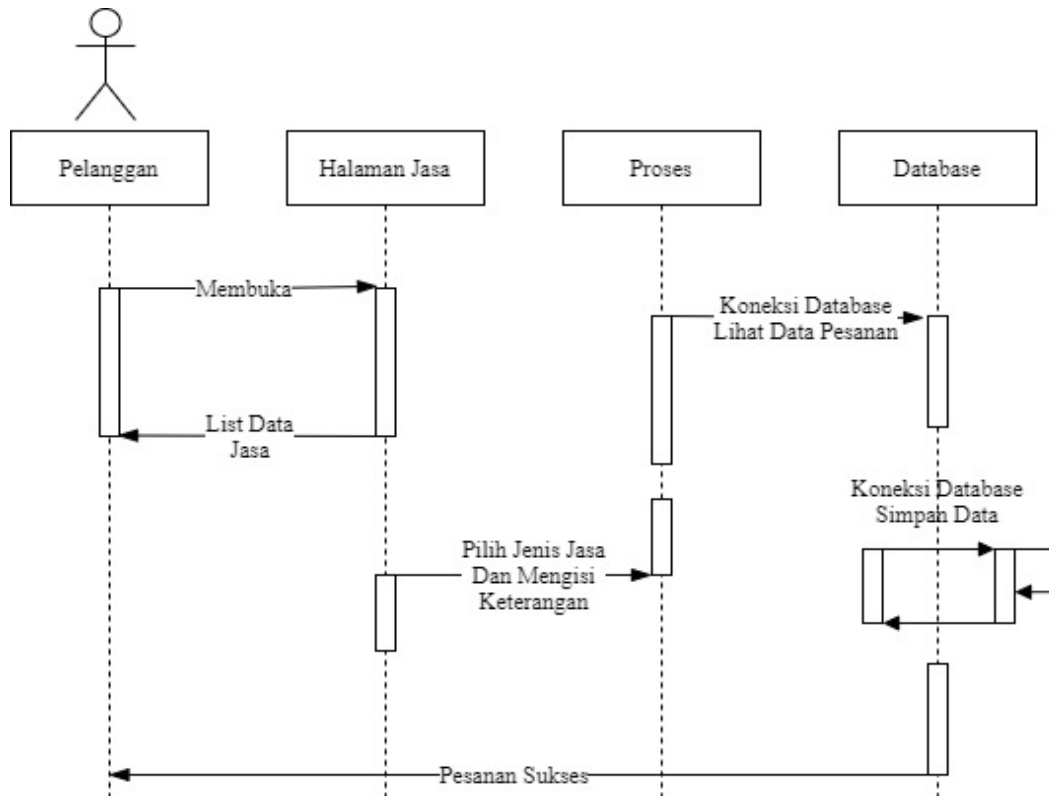 Pelanggan
Halaman Jasa
Proses
Database
Membuka
Koneksi Database
Lihat Data Pesanan
List Data
Jasa
Koneksi Database
Simpan Data
Pilih Jenis Jasa
Dan Mengisi
Keterangan
Pesanan Sukses